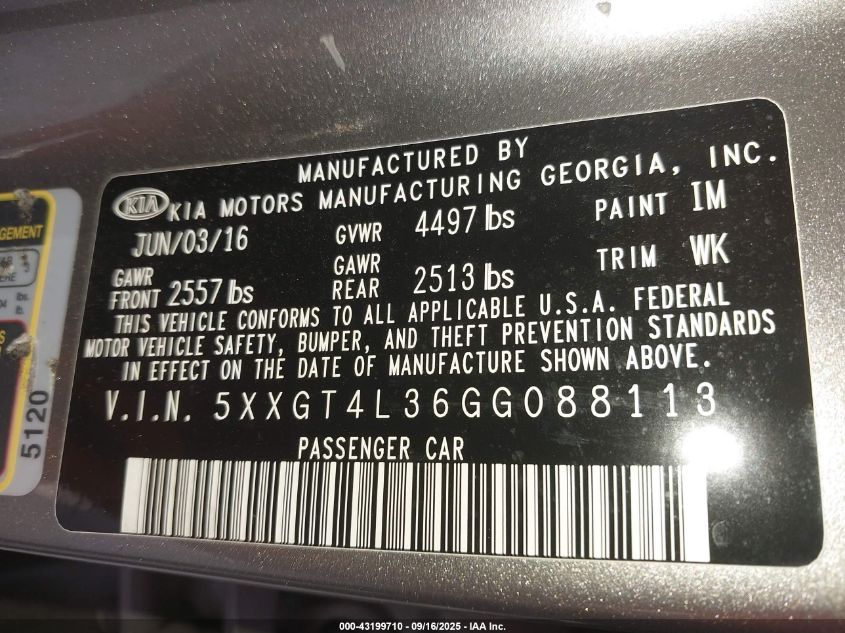 MANUFACTURED BY
KIA KIA MOTORS MANUFACTURING GEORGIA, INC.
JUN/03/16 GVWR 4497 lbs PAINT IM
GAWR FRONT 2557 lbs GAWR REAR 2513 lbs TRIM WK
THIS VEHICLE CONFORMS TO ALL APPLICABLE U.S.A. FEDERAL
MOTOR VEHICLE SAFETY, BUMPER, AND THEFT PREVENTION STANDARDS
IN EFFECT ON THE DATE OF MANUFACTURE SHOWN ABOVE.
V.I.N. 5XXGT4L36GG088113
PASSENGER CAR
5120
000-43199710 - 09/16/2025 - IAA Inc.